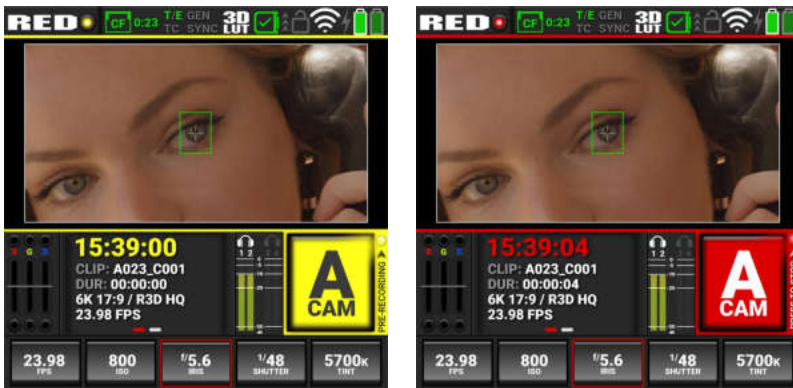 RED CF 0:23 T/E GEN 3D
TC SYNC LUT
15:39:00
CLIP: A023_C001
DUR: 00:00:00
6K 17:9 / R3D HQ
23.98 FPS
R G B
1 2
A
CAM
PRE-RECORDING
23.98
FPS
800
ISO
f/5.6
IRIS
1/48
SHUTTER
5700K
TINT
RED CF 0:23 T/E GEN 3D
TC SYNC LUT
15:39:04
CLIP: A023_C001
DUR: 00:00:04
6K 17:9 / R3D HQ
23.98 FPS
R G B
1 2
A
CAM
PRESS TO STOP
23.98
FPS
800
ISO
f/5.6
IRIS
1/48
SHUTTER
5700K
TINT